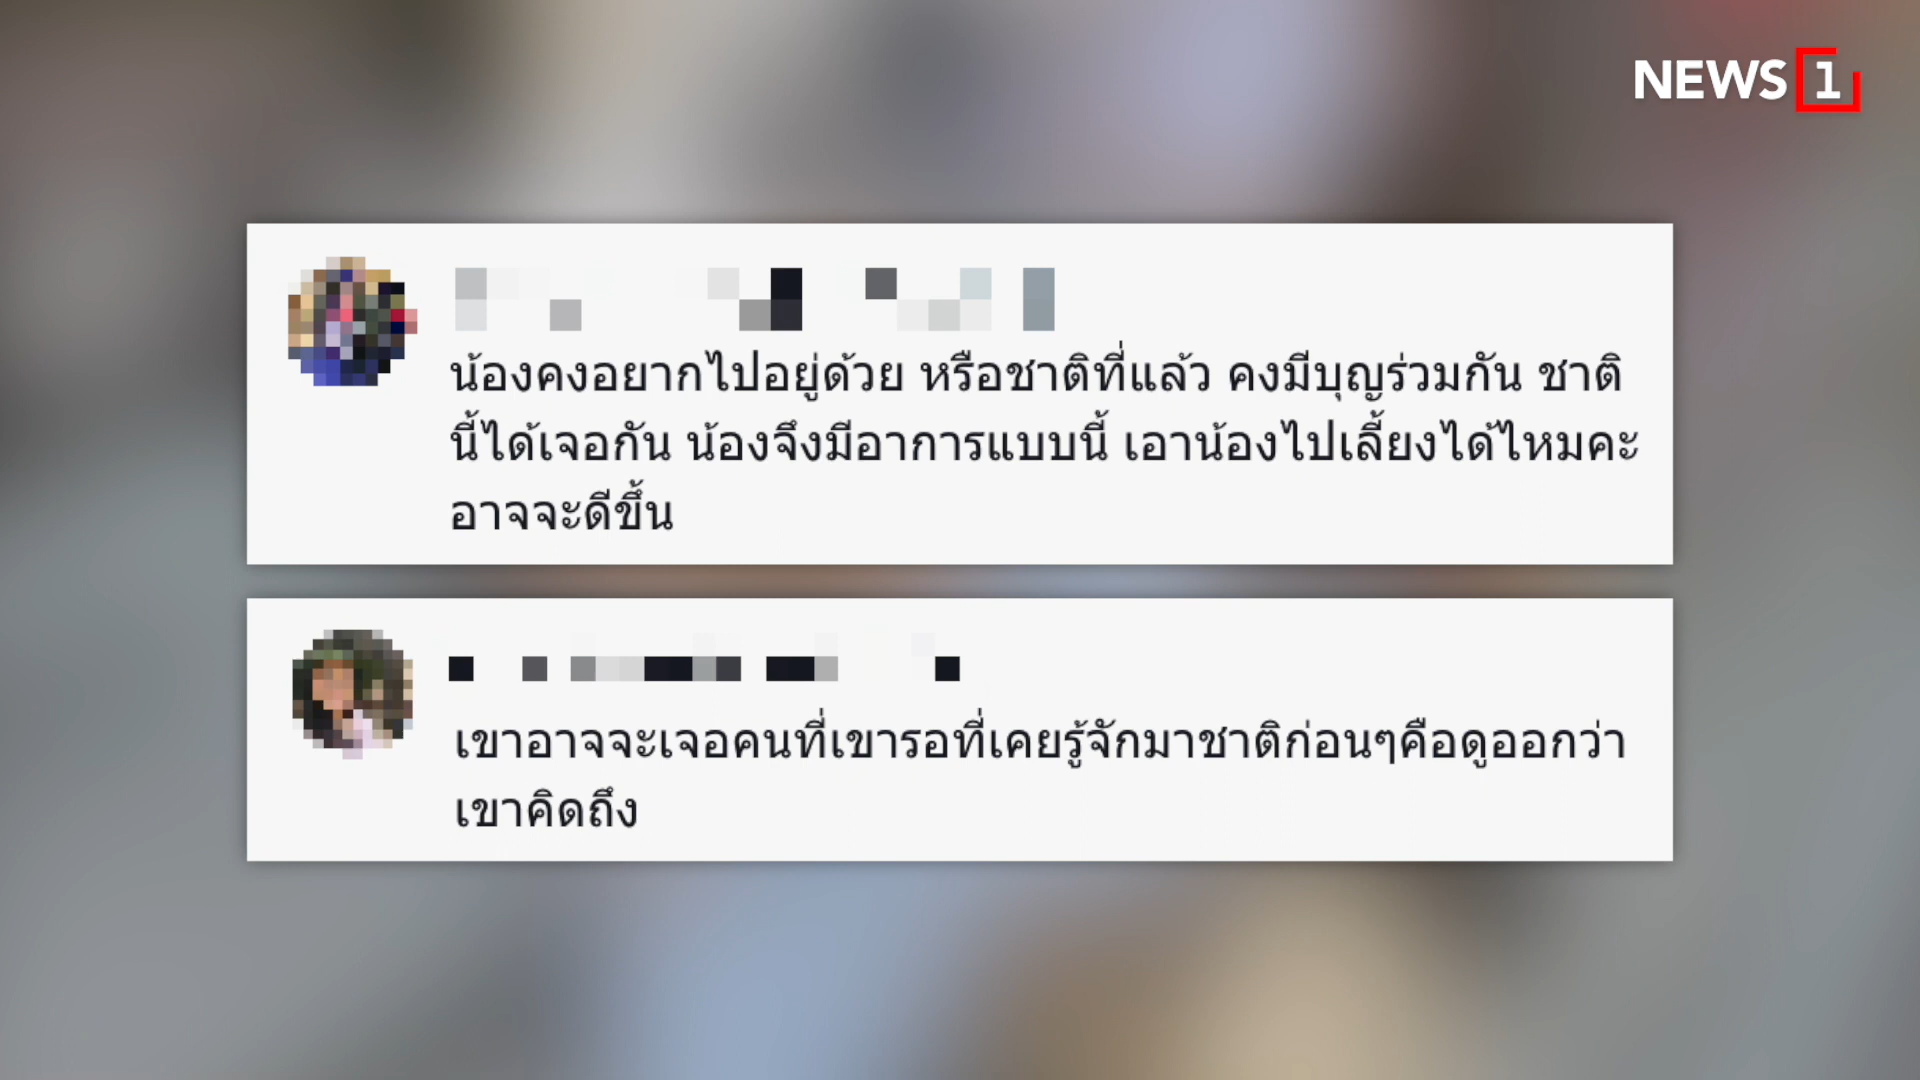 NEWS 1
น้องคงอยากไปอยู่ด้วย หรือชาติที่แล้ว คงมีบุญร่วมกัน ชาติ
นี้ได้เจอกัน น้องจึงมีอาการแบบนี้ เอาน้องไปเลี้ยงได้ไหมคะ
อาจจะดีขึ้น
เขาอาจจะเจอคนที่เขารอที่เคยรู้จักมาชาติก่อนๆคือดูออกว่า
เขาคิดถึง